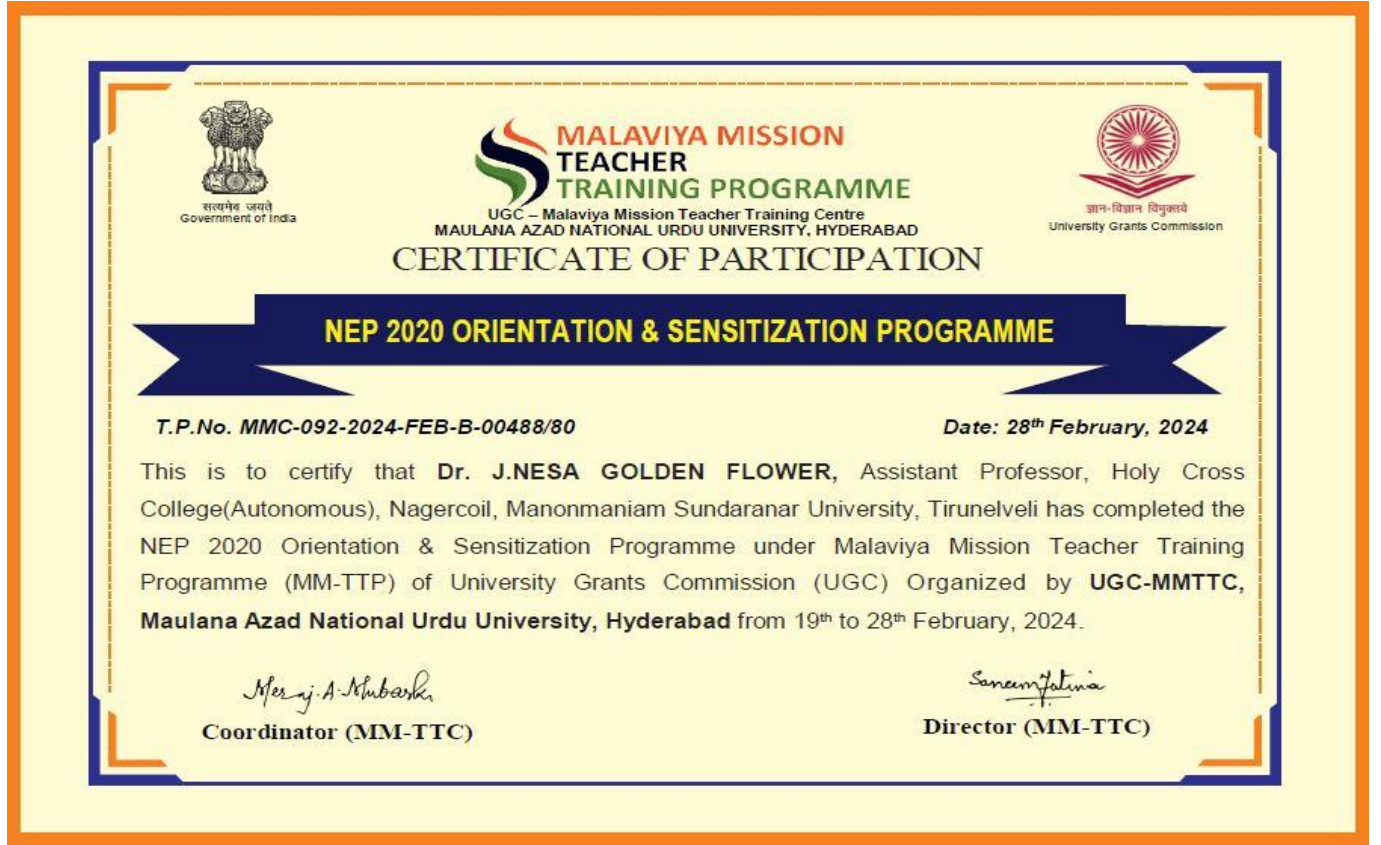 सत्यमेव जयते
Government of India
MALAVIYA MISSION
TEACHER
TRAINING PROGRAMME
UGC – Malaviya Mission Teacher Training Centre
MAULANA AZAD NATIONAL URDU UNIVERSITY, HYDERABAD
ज्ञान-विज्ञान विमुक्तये
University Grants Commission
CERTIFICATE OF PARTICIPATION
NEP 2020 ORIENTATION & SENSITIZATION PROGRAMME
T.P.No. MMC-092-2024-FEB-B-00488/80
Date: 28th February, 2024
This is to certify that Dr. J.NESA GOLDEN FLOWER, Assistant Professor, Holy Cross
College(Autonomous), Nagercoil, Manonmaniam Sundaranar University, Tirunelveli has completed the
NEP 2020 Orientation & Sensitization Programme under Malaviya Mission Teacher Training
Programme (MM-TTP) of University Grants Commission (UGC) Organized by UGC-MMTTC,
Maulana Azad National Urdu University, Hyderabad from 19th to 28th February, 2024.
Coordinator (MM-TTC)
Director (MM-TTC)